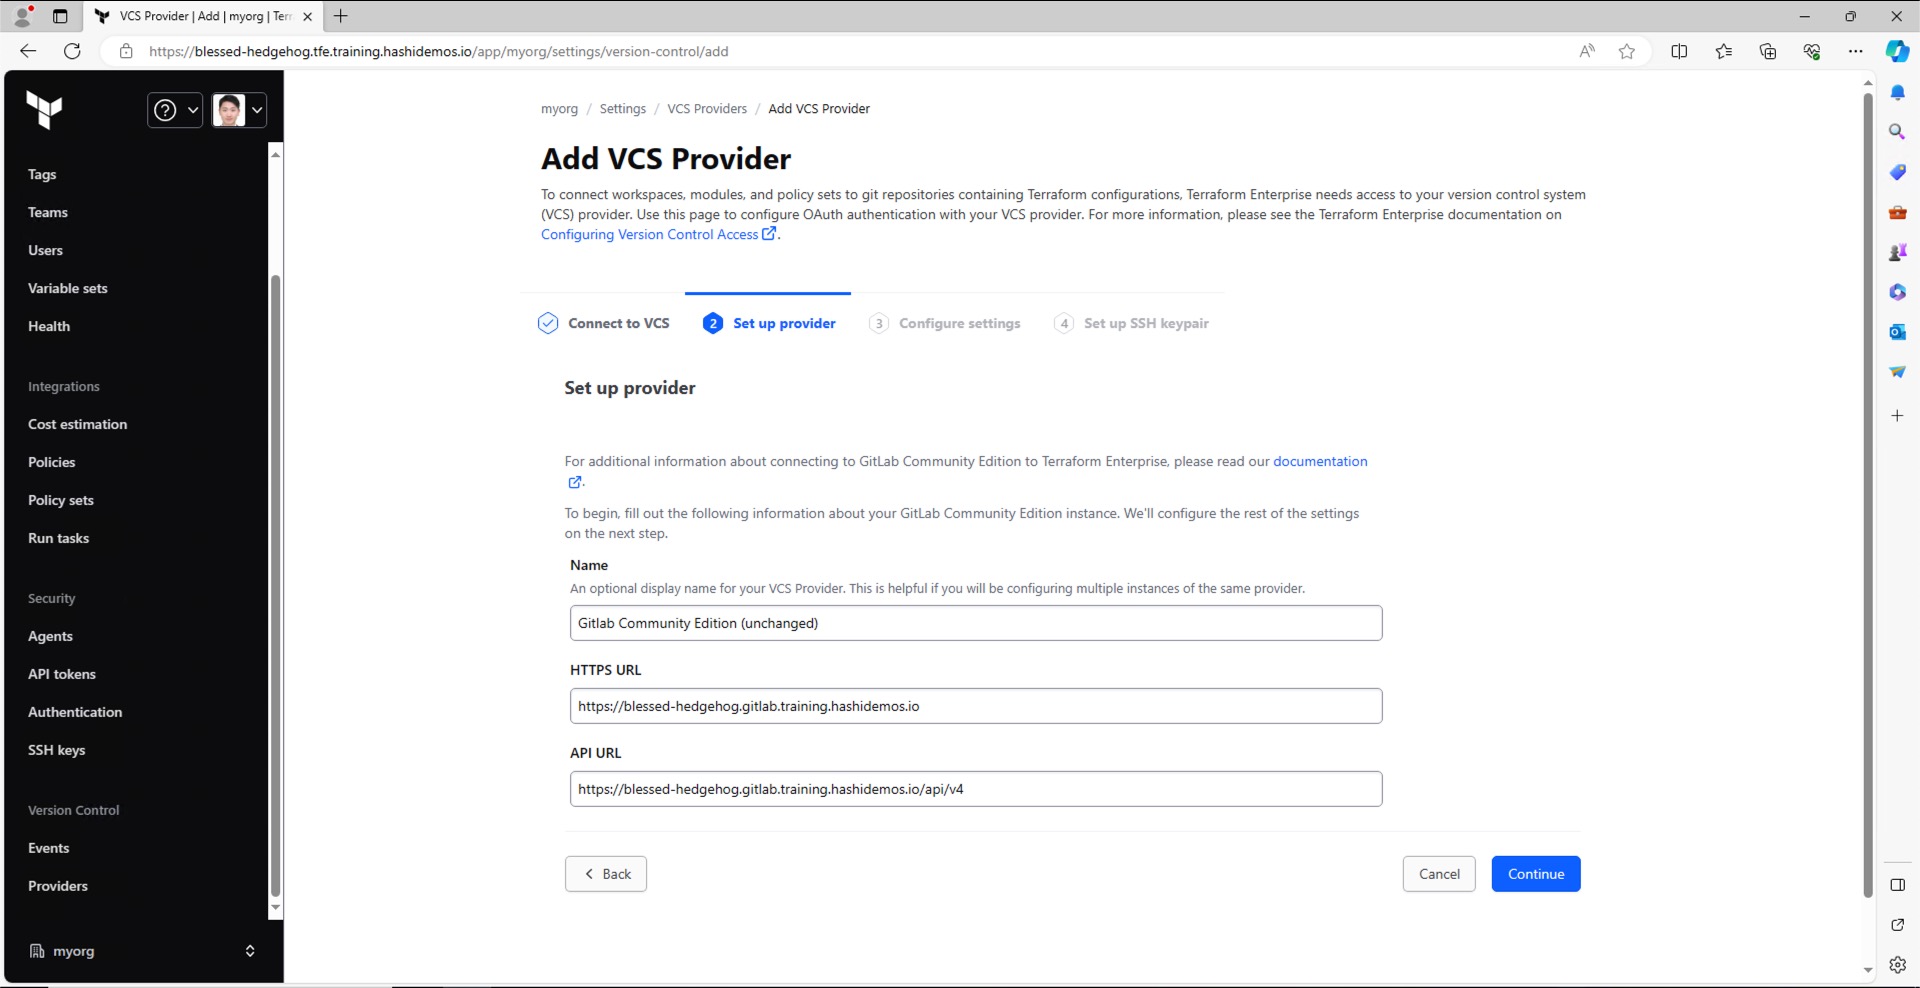 VCS Provider | Add | myorg | Terr
https://blessed-hedgehog.tfe.training.hashidemos.io/app/myorg/settings/version-control/add
Tags
Teams
Users
Variable sets
Health
Integrations
Cost estimation
Policies
Policy sets
Run tasks
Security
Agents
API tokens
Authentication
SSH keys
Version Control
Events
Providers
myorg
myorg / Settings / VCS Providers / Add VCS Provider
Add VCS Provider
To connect workspaces, modules, and policy sets to git repositories containing Terraform configurations, Terraform Enterprise needs access to your version control system
(VCS) provider. Use this page to configure OAuth authentication with your VCS provider. For more information, please see the Terraform Enterprise documentation on
Configuring Version Control Access.
Connect to VCS
2 Set up provider
3 Configure settings
4 Set up SSH keypair
Set up provider
For additional information about connecting to GitLab Community Edition to Terraform Enterprise, please read our documentation
.
To begin, fill out the following information about your GitLab Community Edition instance. We'll configure the rest of the settings
on the next step.
Name
An optional display name for your VCS Provider. This is helpful if you will be configuring multiple instances of the same provider.
Gitlab Community Edition (unchanged)
HTTPS URL
https://blessed-hedgehog.gitlab.training.hashidemos.io
API URL
https://blessed-hedgehog.gitlab.training.hashidemos.io/api/v4
Back
Cancel
Continue